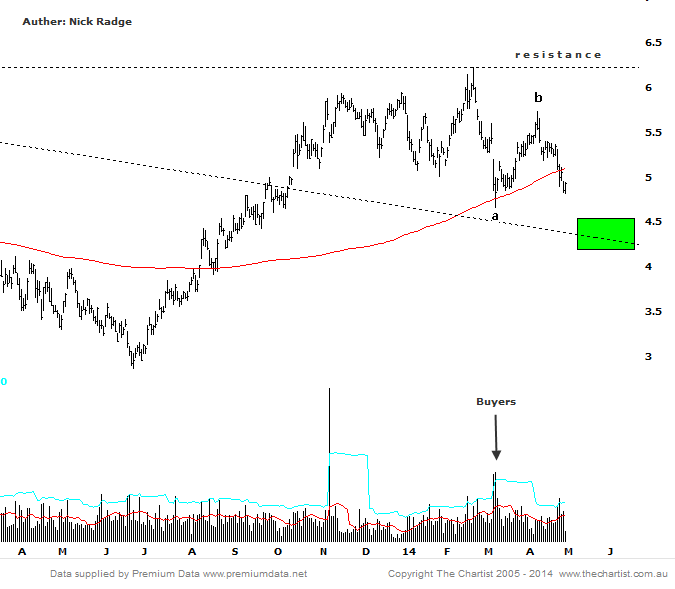 Auther: Nick Radge
6.5
resistance
6
b
5.5
5
a
4.5
4
3.5
3
0
Buyers
A M J J A S O N D 14 F M A M J
Data supplied by Premium Data www.premiumdata.net Copyright The Chartist 2005 - 2014 www.thechartist.com.au